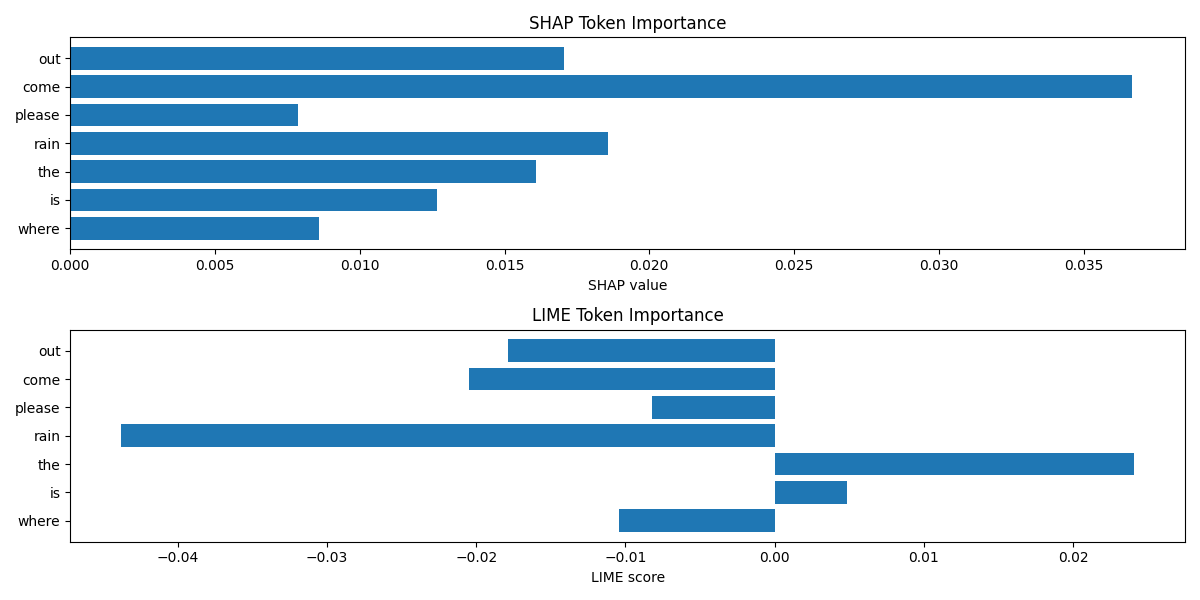 SHAP Token Importance
out
come
please
rain
the
is
where
0.000 0.005 0.010 0.015 0.020 0.025 0.030 0.035
SHAP value
LIME Token Importance
out
come
please
rain
the
is
where
−0.04 −0.03 −0.02 −0.01 0.00 0.01 0.02
LIME score